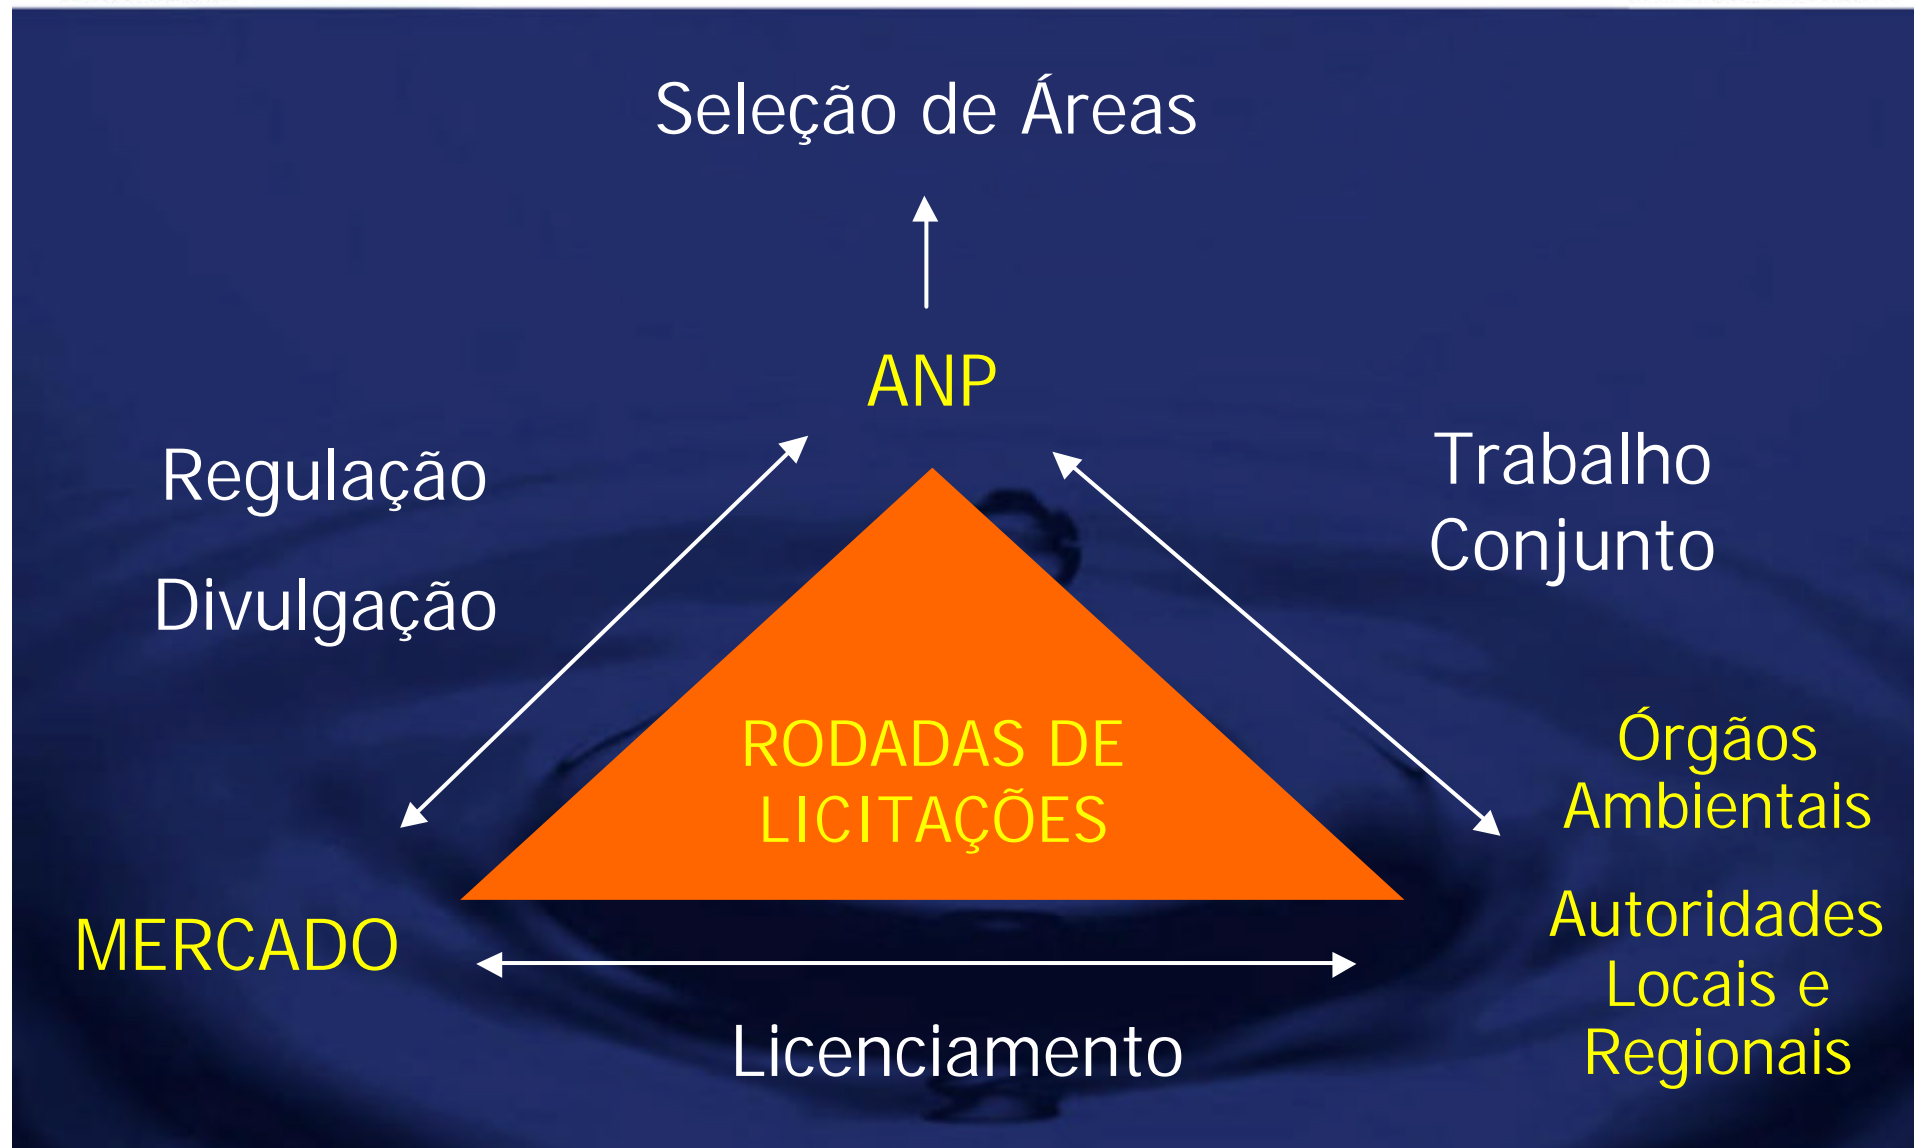 Seleção de Áreas
ANP
Regulação
Divulgação
Trabalho
Conjunto
RODADAS DE
LICITAÇÕES
Órgãos
Ambientais
MERCADO
Autoridades
Locais e
Regionais
Licenciamento